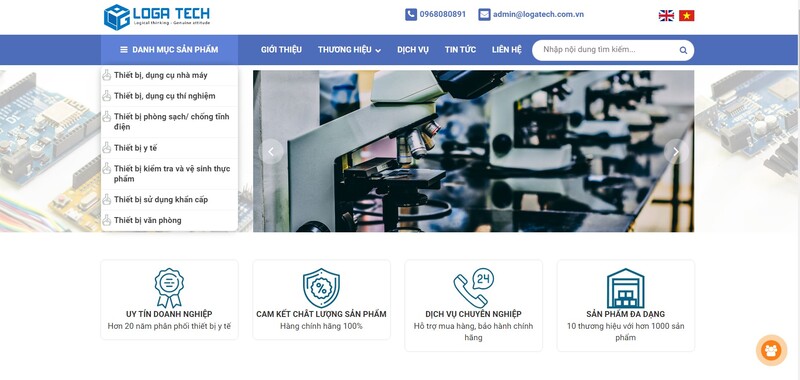 LOGA TECH
Logical thinking - Genuine attitude
0968080891
admin@logatech.com.vn
DANH MỤC SẢN PHẨM
GIỚI THIỆU
THƯƠNG HIỆU
DỊCH VỤ
TIN TỨC
LIÊN HỆ
Nhập nội dung tìm kiếm...
Thiết bị, dụng cụ nhà máy
Thiết bị, dụng cụ thí nghiệm
Thiết bị phòng sạch/ chống tĩnh
điện
Thiết bị y tế
Thiết bị kiểm tra và vệ sinh thực
phẩm
Thiết bị sử dụng khẩn cấp
Thiết bị văn phòng
UY TÍN DOANH NGHIỆP
Hơn 20 năm phân phối thiết bị y tế
CAM KẾT CHẤT LƯỢNG SẢN PHẨM
Hàng chính hãng 100%
24
DỊCH VỤ CHUYÊN NGHIỆP
Hỗ trợ mua hàng, bảo hành chính
hãng
SẢN PHẨM ĐA DẠNG
10 thương hiệu với hơn 1000 sản
phẩm